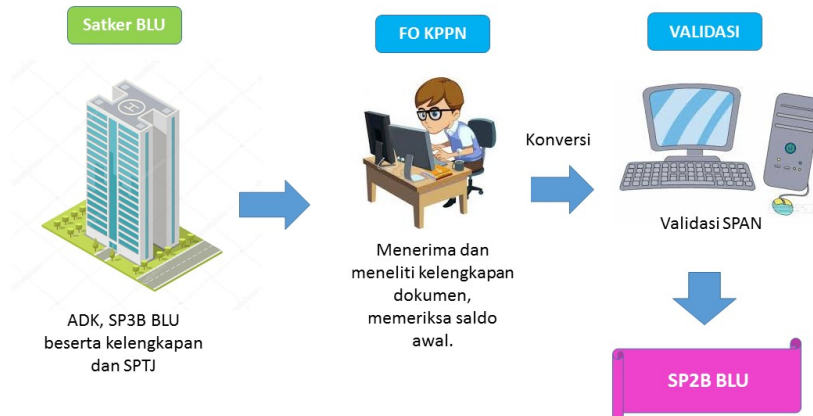 Satker BLU
FO KPPN
VALIDASI
ADK, SP3B BLU
beserta kelengkapan
dan SPTJ
Menerima dan
meneliti kelengkapan
dokumen,
memeriksa saldo
awal.
Konversi
Validasi SPAN
SP2B BLU